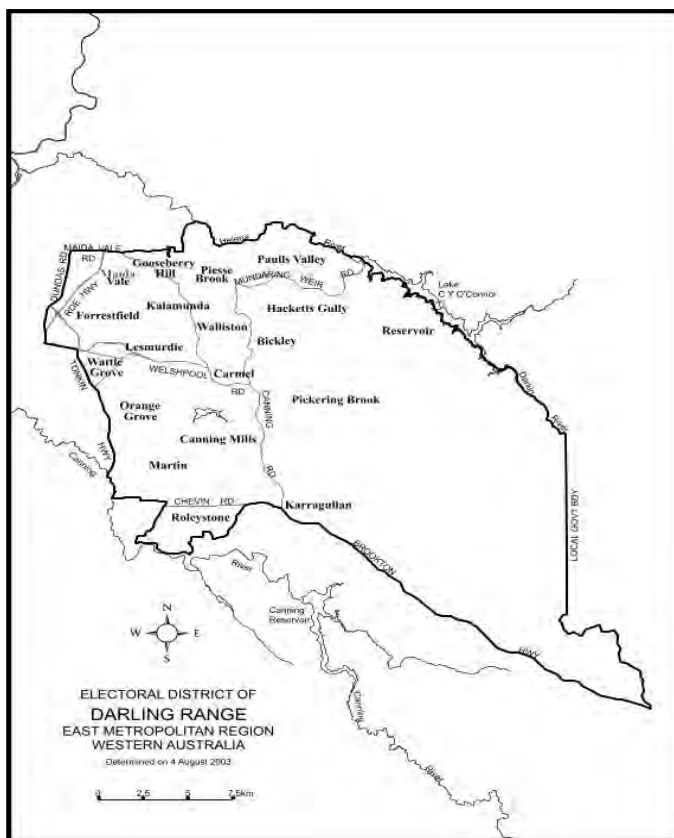 Helena
River
MAIDA VALE
RD
DUNDAS RD
ROE HWY
Maida
Vale
Gooseberry
Hill
Piesse
Brook
Paulls Valley
MUNDARING WEIR RD
Lake
C Y O'Connor
Forrestfield
Kalamunda
Hacketts Gully
Walliston
Reservoir
Lesmurdie
Bickley
Wattle
Grove
WELSHPOOL
RD
Carmel
Darkin
River
TONKIN
HWY
Orange
Grove
CANNING
RD
Pickering Brook
Canning Mills
Canning
Martin
CHEVIN RD
Karragullan
Roleystone
LOCAL GOVT BDY
BROOKTON
HWY
River
Canning
Reservoir
Canning
River
N
W E
S
ELECTORAL DISTRICT OF
DARLING RANGE
EAST METROPOLITAN REGION
WESTERN AUSTRALIA
Determined on 4 August 2003
0 2.5 5 7.5km